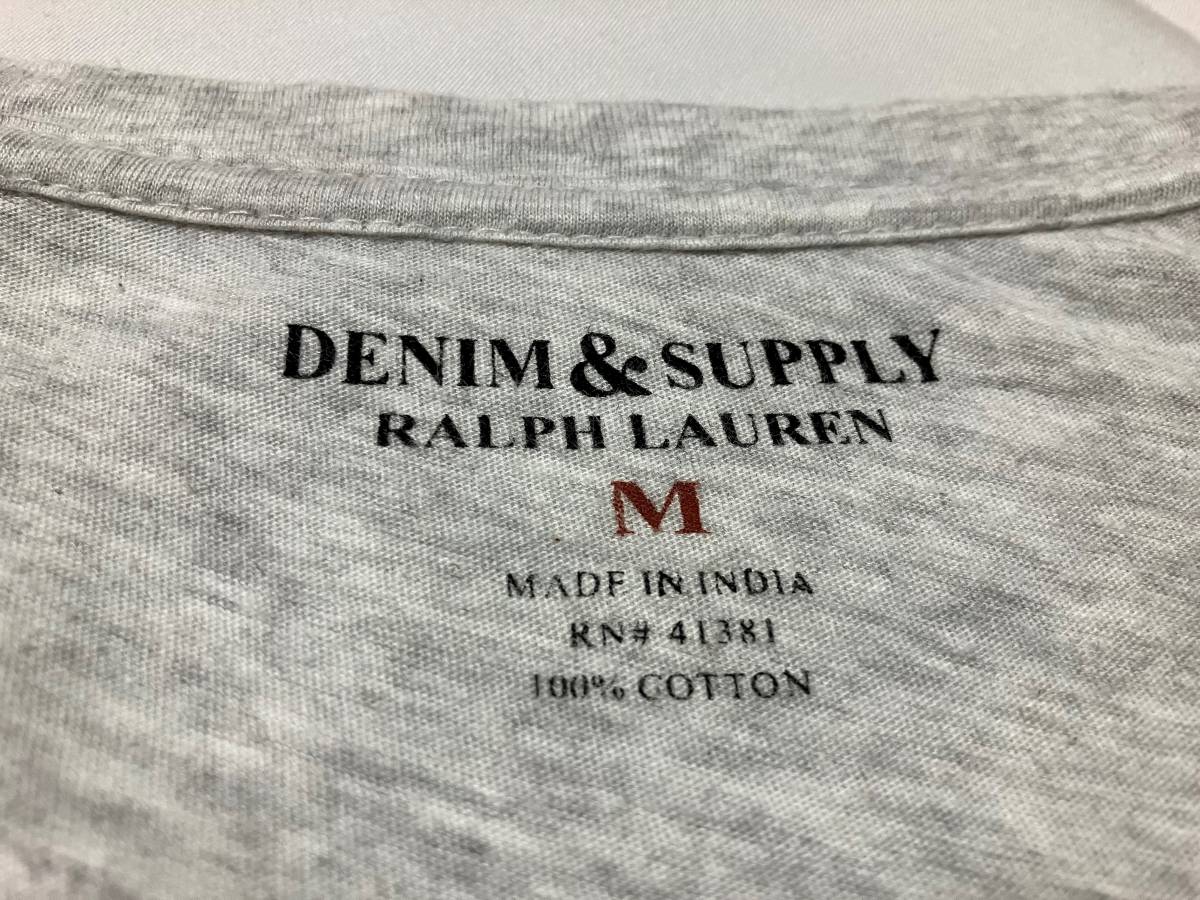 DENIM & SUPPLY
RALPH LAUREN
M
MADE IN INDIA
RN# 41381
100% COTTON